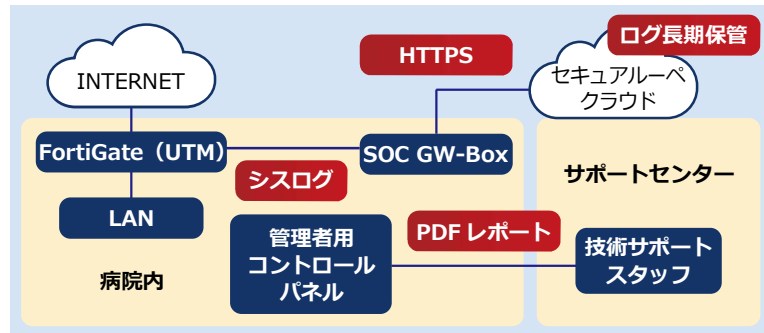 ログ長期保管
HTTPS
INTERNET
セキュアルーペ
クラウド
FortiGate（UTM）
SOC GW-Box
シスログ
サポートセンター
LAN
管理者用
コントロール
パネル
PDF レポート
技術サポート
スタッフ
病院内